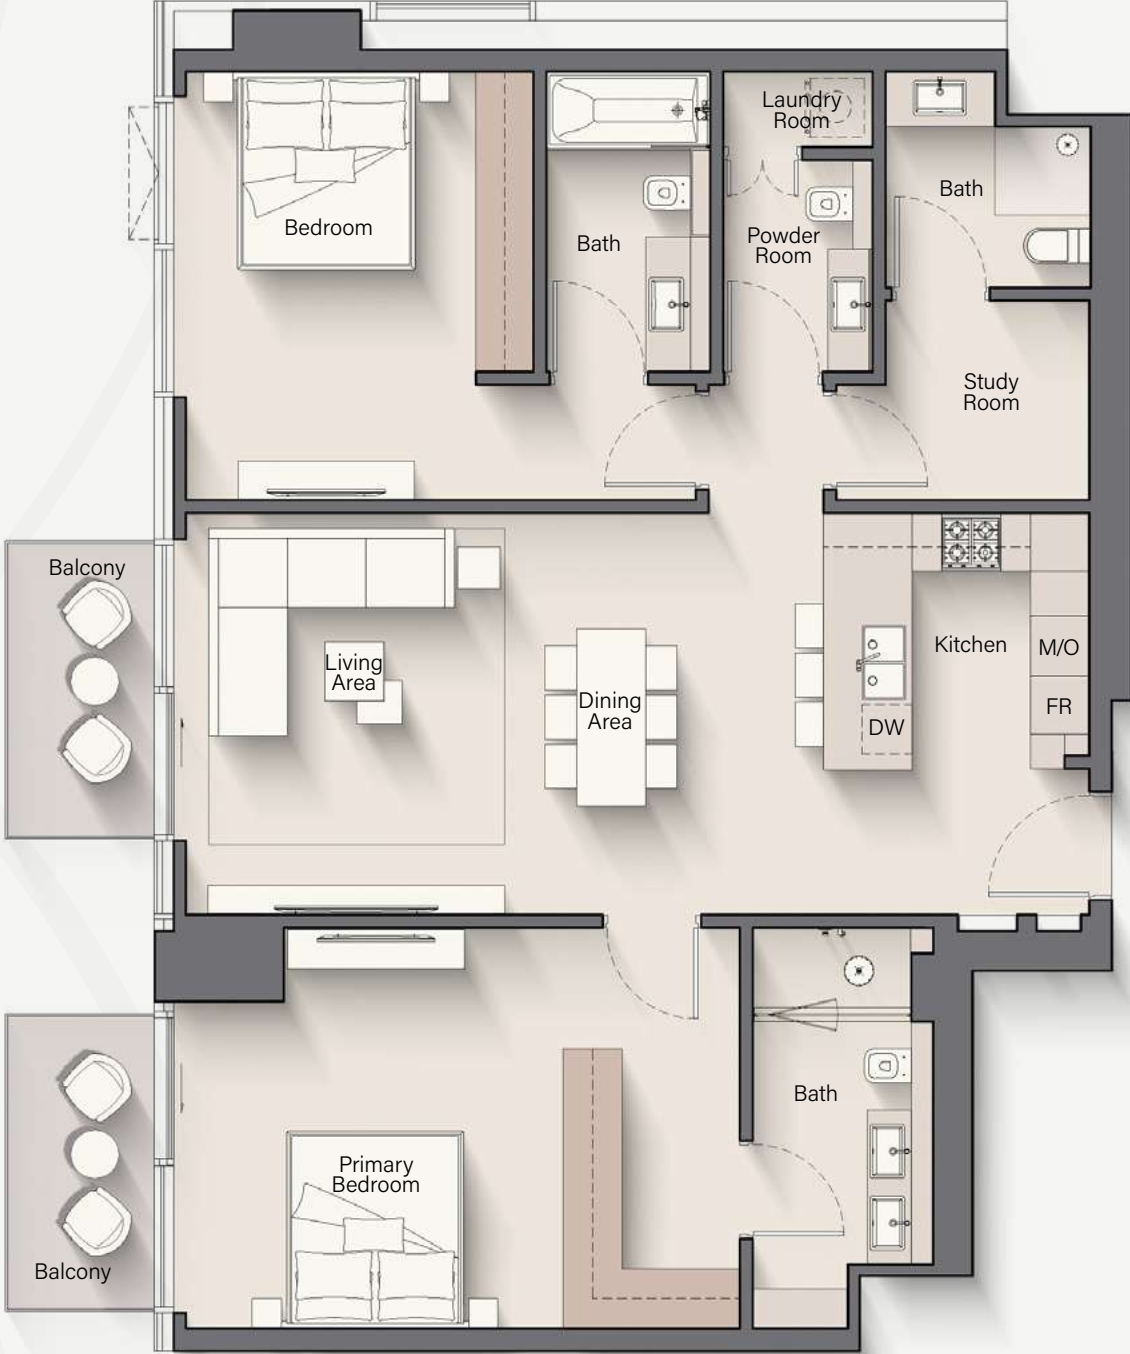 Laundry
Room
Bath
Bedroom
Bath
Powder
Room
Study
Room
Balcony
Living
Area
Dining
Area
Kitchen
M/O
FR
DW
Bath
Primary
Bedroom
Balcony